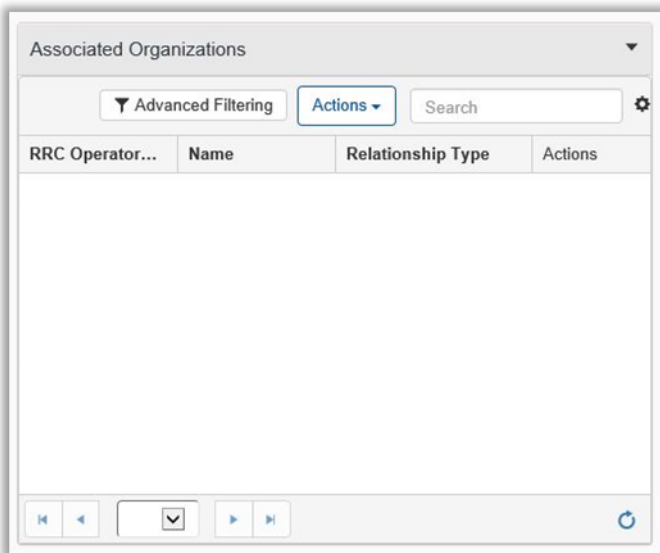 Associated Organizations
Advanced Filtering Actions Search
RRC Operator... Name Relationship Type Actions